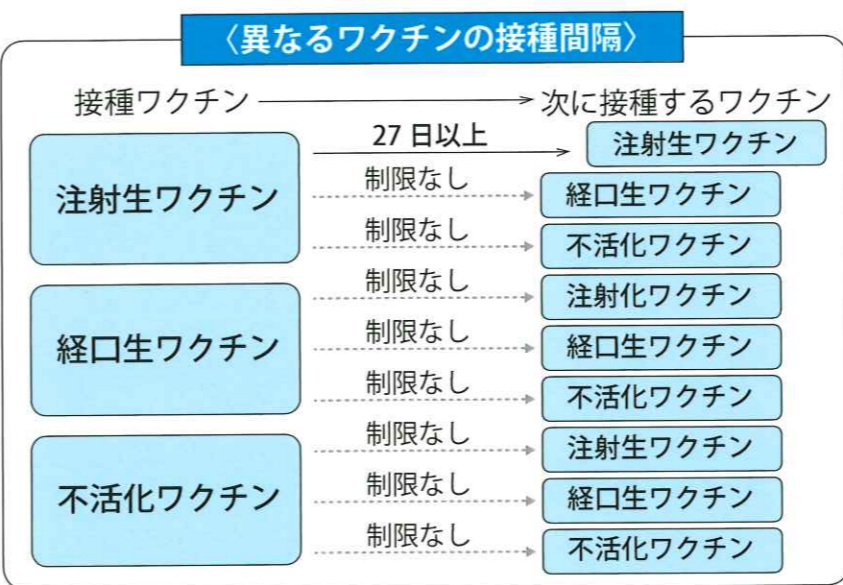 〈異なるワクチンの接種間隔〉
接種ワクチン 次に接種するワクチン
注射生ワクチン
27 日以上 注射生ワクチン
制限なし 経口生ワクチン
制限なし 不活化ワクチン
経口生ワクチン
制限なし 注射化ワクチン
制限なし 経口生ワクチン
制限なし 不活化ワクチン
不活化ワクチン
制限なし 注射生ワクチン
制限なし 経口生ワクチン
制限なし 不活化ワクチン